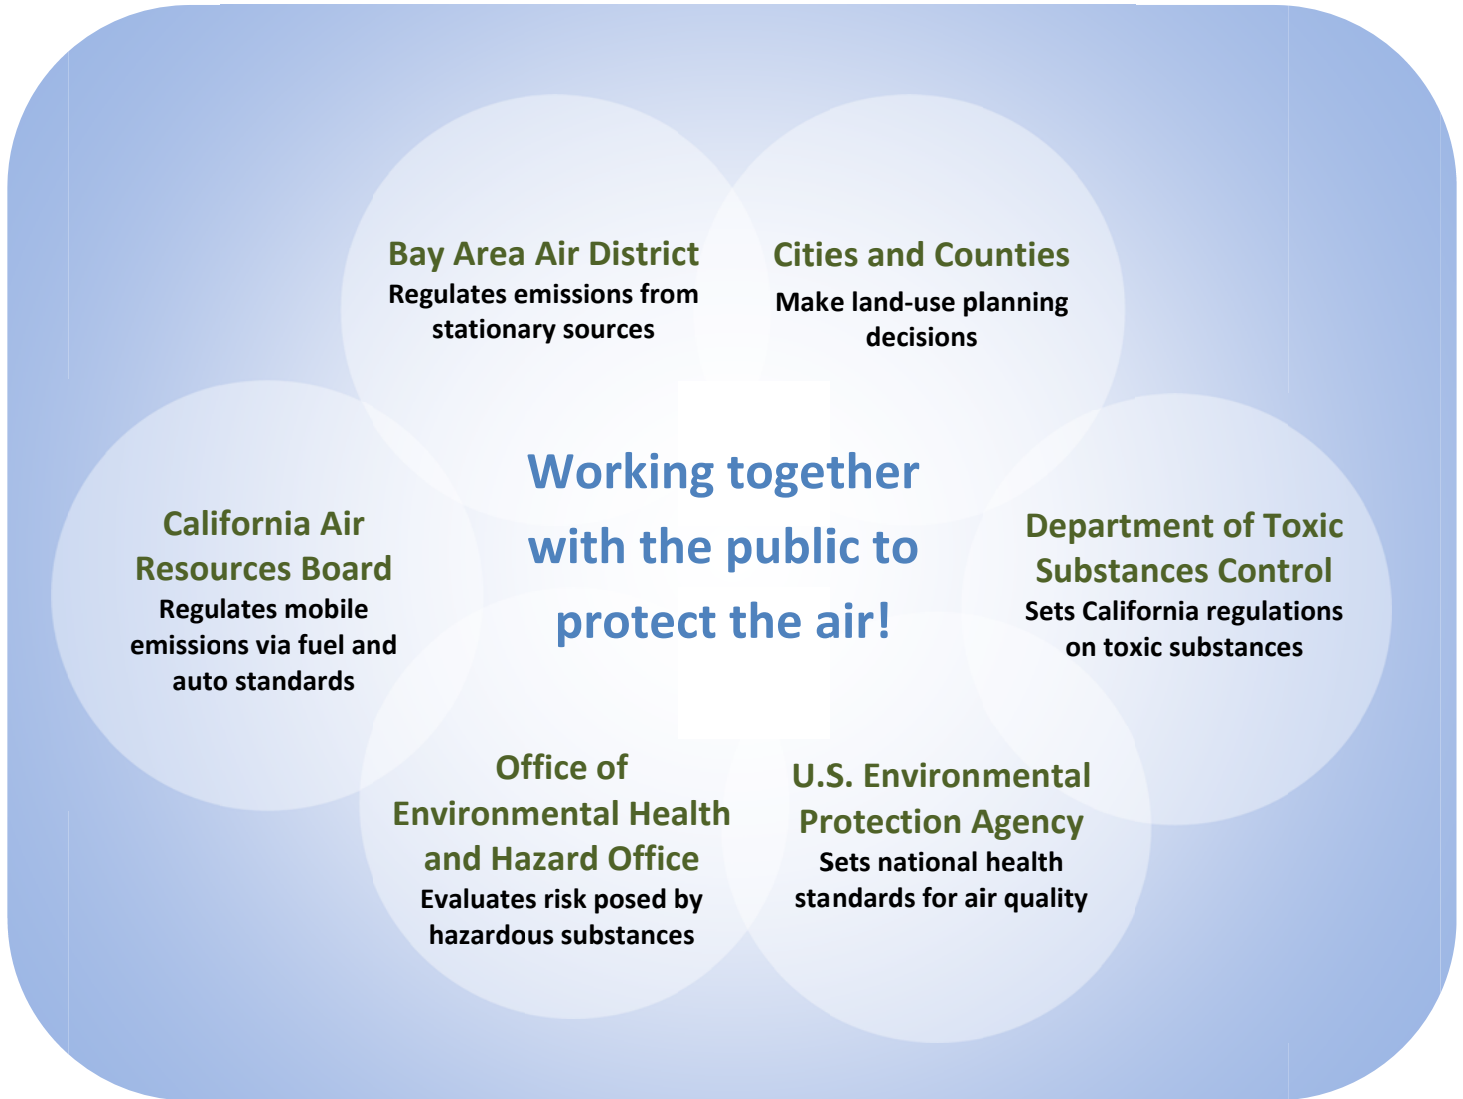 Bay Area Air District
Regulates emissions from
stationary sources
Cities and Counties
Make land-use planning
decisions
Working together
with the public to
protect the air!
California Air
Resources Board
Regulates mobile
emissions via fuel and
auto standards
Department of Toxic
Substances Control
Sets California regulations
on toxic substances
Office of
Environmental Health
and Hazard Office
Evaluates risk posed by
hazardous substances
U.S. Environmental
Protection Agency
Sets national health
standards for air quality